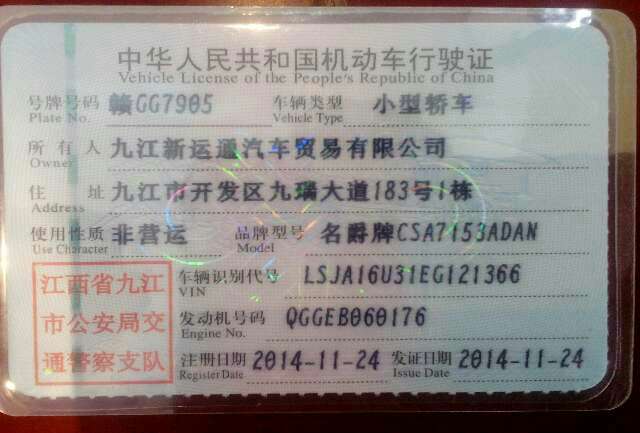 中华人民共和国机动车行驶证
Vehicle License of the People's Republic of China
号牌号码 赣GG7905 车辆类型 小型轿车
Plate No. Vehicle Type
所有人 九江新运通汽车贸易有限公司
Owner
住址 九江市开发区九瑞大道183号1栋
Address
使用性质 非营运 品牌型号 名爵牌CSA7153ADAN
Use Character Model
江西省九江
市公安局交
通警察支队
车辆识别代号 LSJA16U31EG121366
VIN
发动机号码 QGGEB060176
Engine No.
注册日期 2014-11-24 发证日期 2014-11-24
Register Date Issue Date